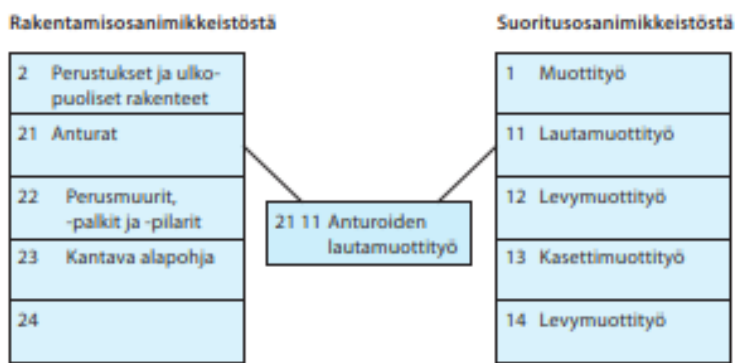 Rakentamisosanimikkeistöstä
2 Perustukset ja ulko-
puoliset rakenteet
21 Anturat
22 Perusmuurit,
-palkit ja -pilarit
23 Kantava alapohja
24
21 11 Anturoiden
lautamuottityö
Suoritusosanimikkeistöstä
1 Muottityö
11 Lautamuottityö
12 Levymuottityö
13 Kasettimuottityö
14 Levymuottityö